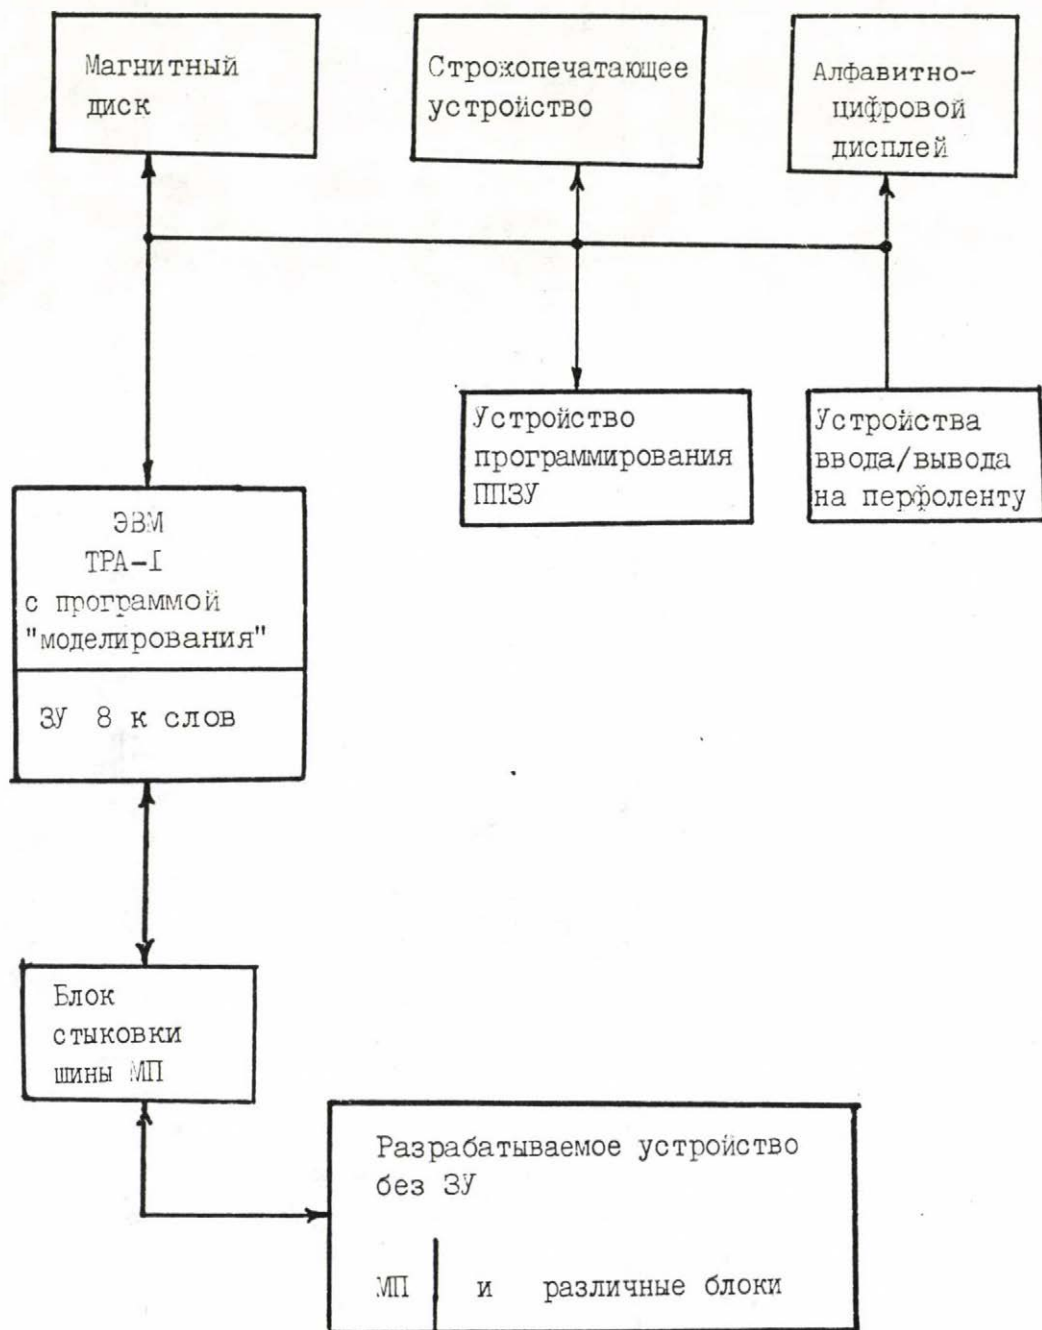 Магнитный
диск
Строкопечатающее
устройство
Алфавитно-
цифровой
дисплей
Устройство
программирования
ППЗУ
Устройства
ввода/вывода
на перфоленту
ЭВМ
ТРА-I
с программой
"моделирования"
ЗУ 8 к слов
Блок
стыковки
шины МП
Разрабатываемое устройство
без ЗУ
МП и различные блоки